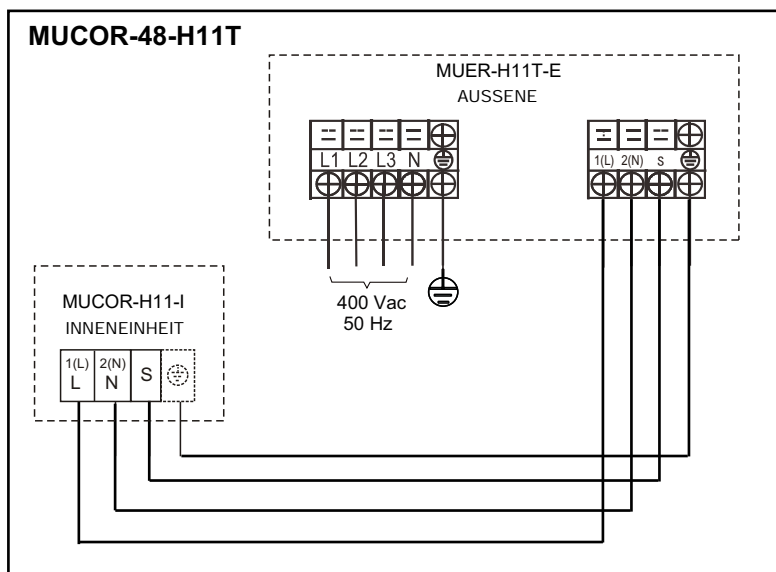 MUCOR-48-H11T
MUER-H11T-E
AUSSENE
L1 L2 L3 N
1(L) 2(N) S
400 Vac
50 Hz
MUCOR-H11-I
INNENEINHEIT
1(L) 2(N)
L N S